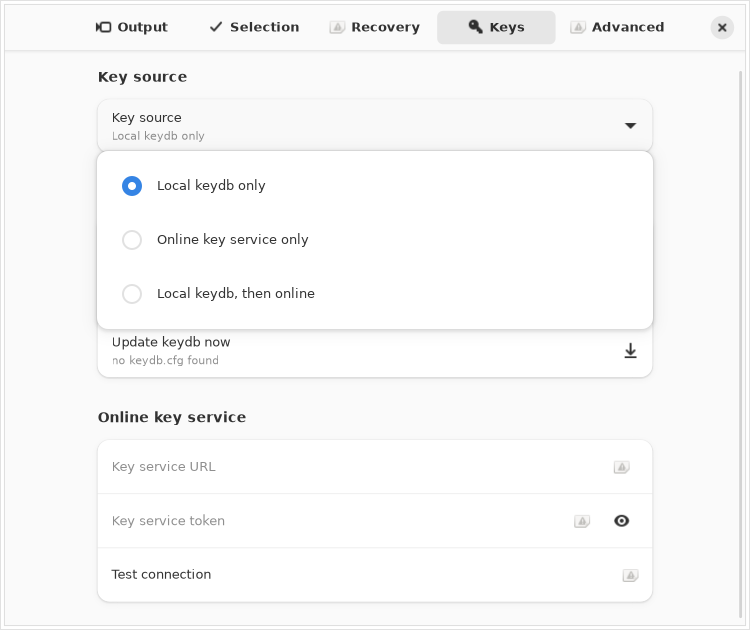 Output
Selection
Recovery
Keys
Advanced
Key source
Key source
Local keydb only
Local keydb only
Online key service only
Local keydb, then online
Update keydb now
no keydb.cfg found
Online key service
Key service URL
Key service token
Test connection